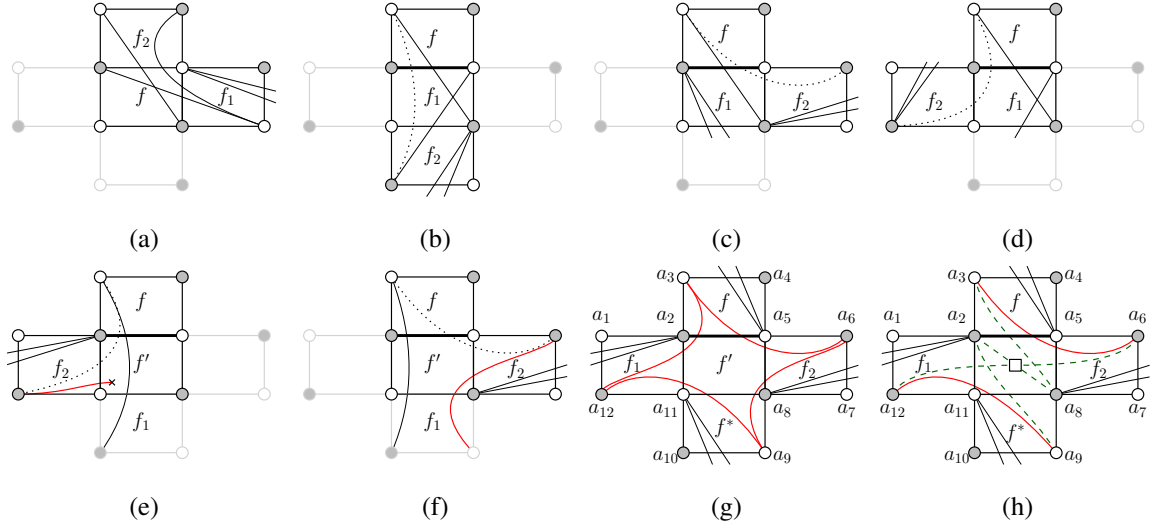 f₂ f f f
f f₁ f₁ f₁ f₂ f₂ f₁
f₂
(a) (b) (c) (d)
f f a₃ f a₄ a₃ f a₄
a₁ a₂ a₅ a₆ a₁ a₂ a₅ a₆
f₂ f′ f′ f₂ f₁ f′ f₂ f₁ f₂
a₁₂ a₁₁ a₈ a₇ a₁₂ a₁₁ a₈ a₇
f₁ f₁ f* f*
a₁₀ a₉ a₁₀ a₉
(e) (f) (g) (h)